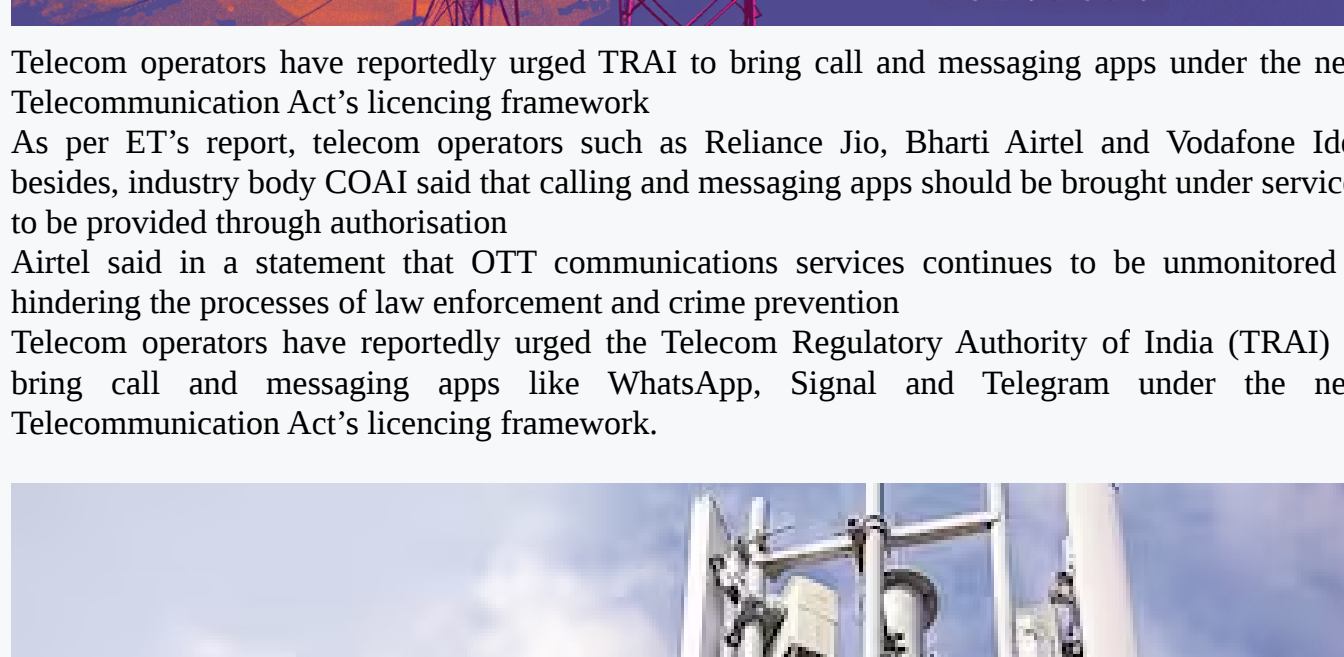 Telecom operators have reportedly urged TRAI to bring call and messaging apps under the
Telecommunication Act’s licencing framework
As per ET’s report, telecom operators such as Reliance Jio, Bharti Airtel and Vodafone
besides, industry body COAI said that calling and messaging apps should be brought under
to be provided through authorisation
Airtel said in a statement that OTT communications services continues to be unmonitored
hindering the processes of law enforcement and crime prevention
Telecom operators have reportedly urged the Telecom Regulatory Authority of India (TRAI)
bring call and messaging apps like WhatsApp, Signal and Telegram under the
Telecommunication Act’s licencing framework.